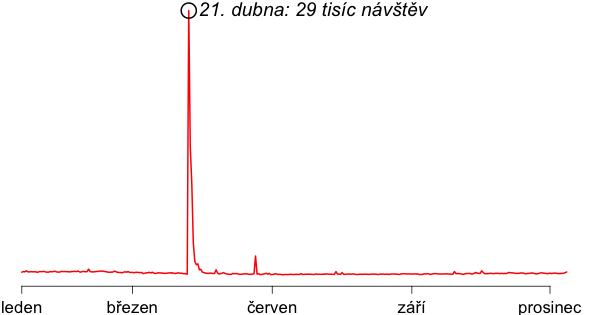 21. dubna: 29 tisíc návštěv
leden březen červen září prosinec